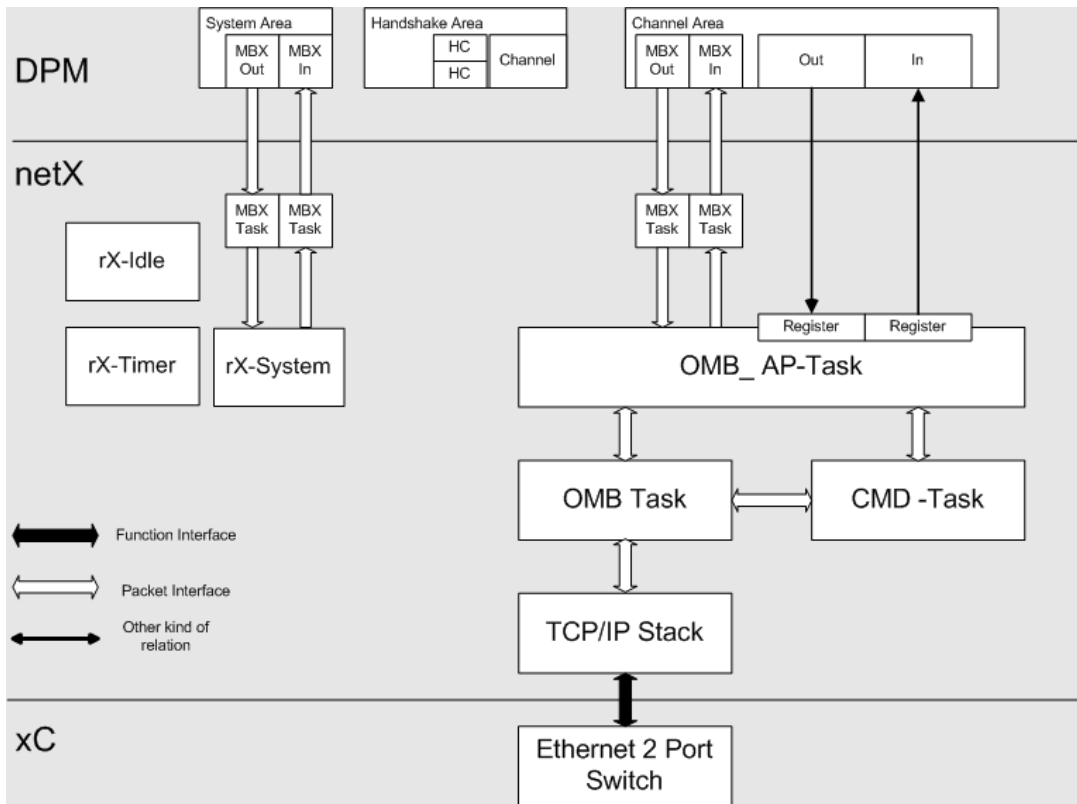 System Area
MBX
Out
MBX
In
Handshake Area
HC
HC
Channel
Channel Area
MBX
Out
MBX
In
Out
In
DPM
netX
MBX
Task
MBX
Task
MBX
Task
MBX
Task
rX-Idle
rX-Timer
rX-System
Register
Register
OMB_ AP-Task
OMB Task
CMD -Task
Function Interface
Packet Interface
Other kind of
relation
TCP/IP Stack
xC
Ethernet 2 Port
Switch